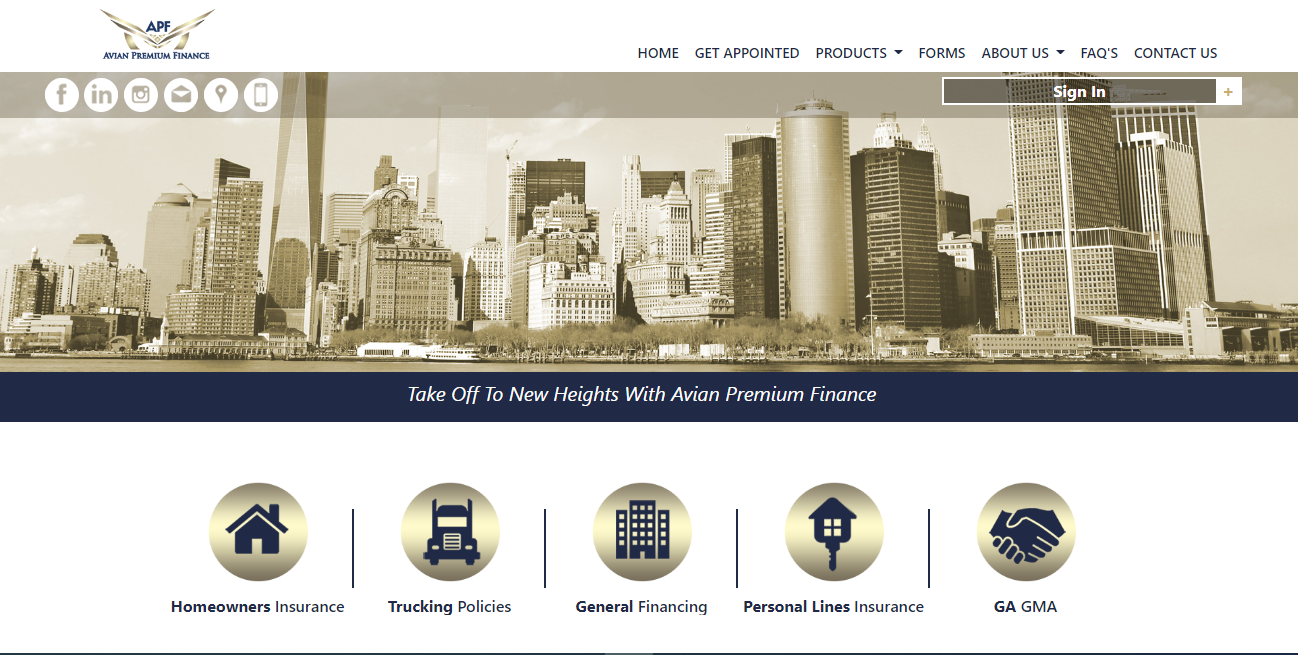 APF
AVIAN PREMIUM FINANCE
HOME GET APPOINTED PRODUCTS FORMS ABOUT US FAQ'S CONTACT US
Sign In +
Take Off To New Heights With Avian Premium Finance
Homeowners Insurance
Trucking Policies
General Financing
Personal Lines Insurance
GA GMA